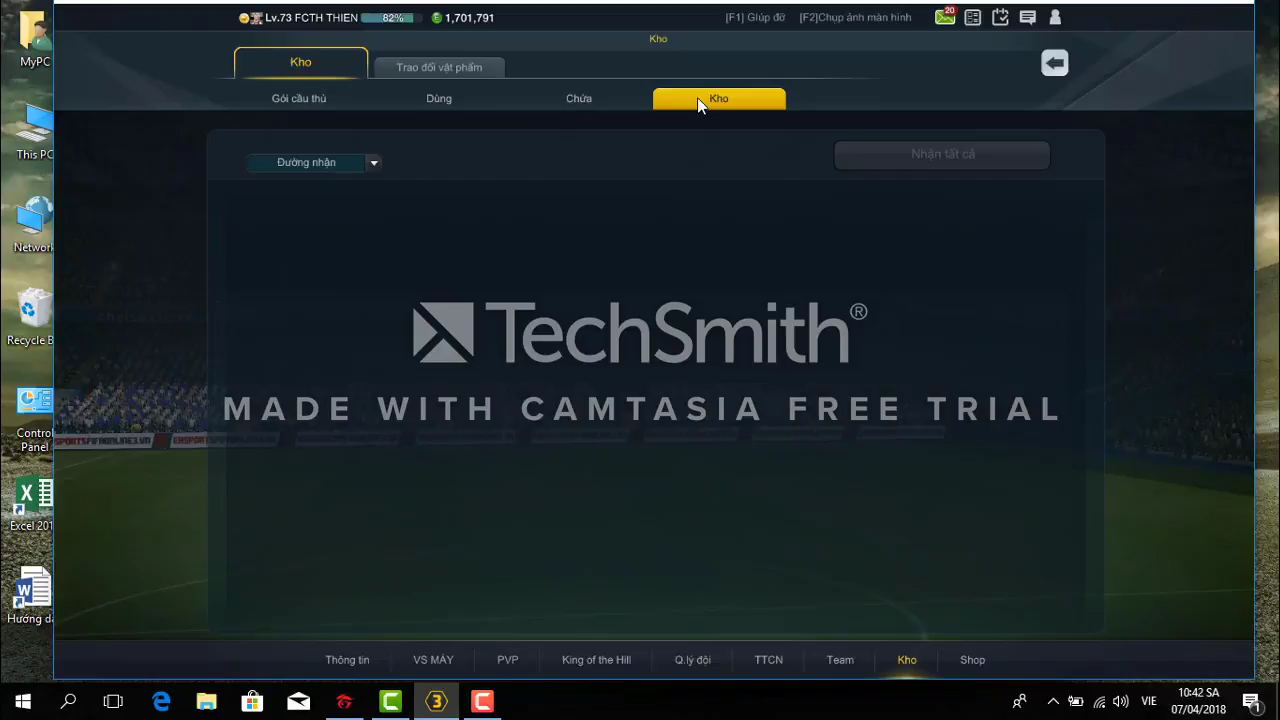 Lv.73 FCTH THIEN 82% 1,701,791 [F1] Giúp đỡ [F2]Chụp ảnh màn hình 20
Kho
Kho Trao đổi vật phẩm
Gói cầu thủ Dùng Chứa Kho
Đường nhận Nhận tất cả
TechSmith®
MADE WITH CAMTASIA FREE TRIAL
MyPC
This PC
Network
Recycle B
Control
Panel
Excel 201
Hướng d
Thông tin VS MÁY PVP King of the Hill Q.lý đội TTCN Team Kho Shop
VIE 10:42 SA
07/04/2018